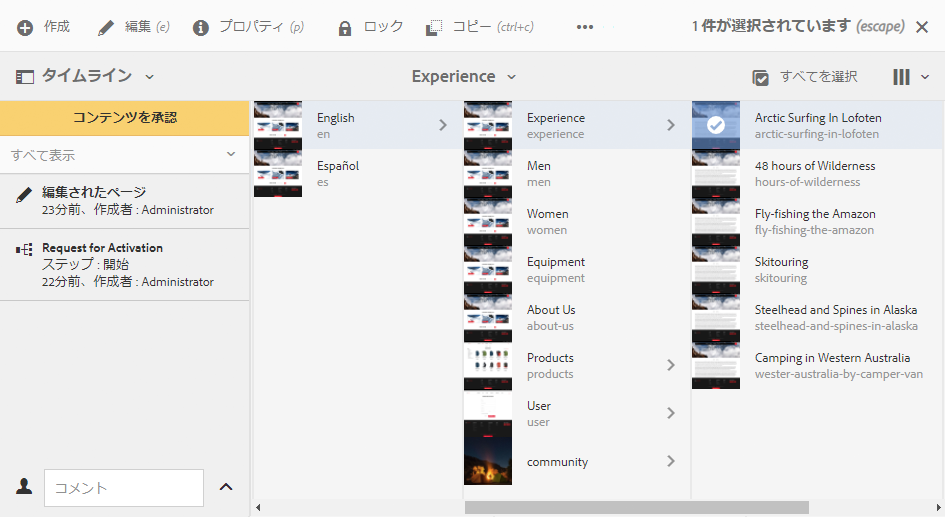 作成 編集 (e) プロパティ (p) ロック コピー (ctrl+c) ••• 1 件が選択されています (escape)
タイムライン Experience すべてを選択
コンテンツを承認
すべて表示
編集されたページ
23分前、作成者 : Administrator
Request for Activation
ステップ : 開始
22分前、作成者 : Administrator
コメント
English
en
Español
es
Experience
experience
Men
men
Women
women
Equipment
equipment
About Us
about-us
Products
products
User
user
community
Arctic Surfing In Lofoten
arctic-surfing-in-lofoten
48 hours of Wilderness
hours-of-wilderness
Fly-fishing the Amazon
fly-fishing-the-amazon
Skitouring
skitouring
Steelhead and Spines in Alaska
steelhead-and-spines-in-alaska
Camping in Western Australia
wester-australia-by-camper-van